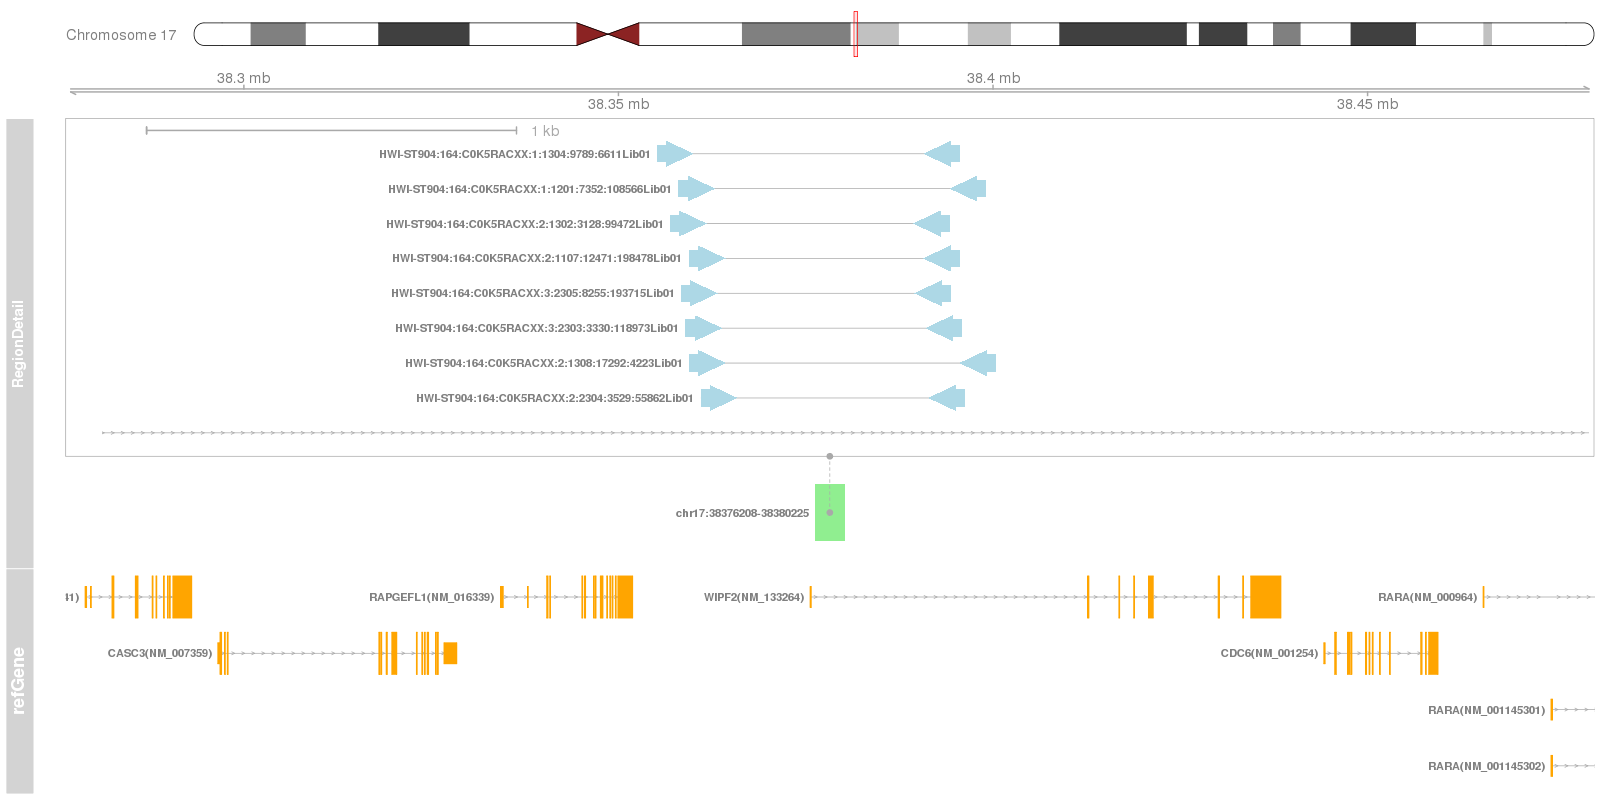 Chromosome 17
38.3 mb
38.4 mb
38.35 mb
38.45 mb
1 kb
HWI-ST904:164:C0K5RACXX:1:1304:9789:6611Lib01
HWI-ST904:164:C0K5RACXX:1:1201:7352:108566Lib01
HWI-ST904:164:C0K5RACXX:2:1302:3128:99472Lib01
HWI-ST904:164:C0K5RACXX:2:1107:12471:198478Lib01
HWI-ST904:164:C0K5RACXX:3:2305:8255:193715Lib01
HWI-ST904:164:C0K5RACXX:3:2303:3330:118973Lib01
HWI-ST904:164:C0K5RACXX:2:1308:17292:4223Lib01
HWI-ST904:164:C0K5RACXX:2:2304:3529:55862Lib01
RegionDetail
chr17:38376208-38380225
1)
RAPGEFL1(NM_016339)
WIPF2(NM_133264)
RARA(NM_000964)
CASC3(NM_007359)
CDC6(NM_001254)
refGene
RARA(NM_001145301)
RARA(NM_001145302)